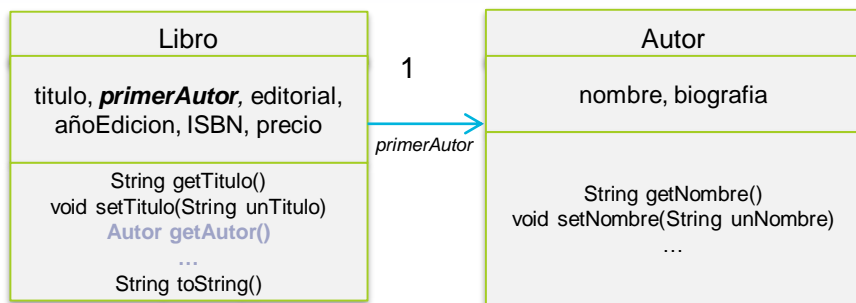 Libro
titulo, primerAutor, editorial,
añoEdicion, ISBN, precio
String getTitulo()
void setTitulo(String unTitulo)
Autor getAutor()
…
String toString()
1
primerAutor
Autor
nombre, biografia
String getNombre()
void setNombre(String unNombre)
…